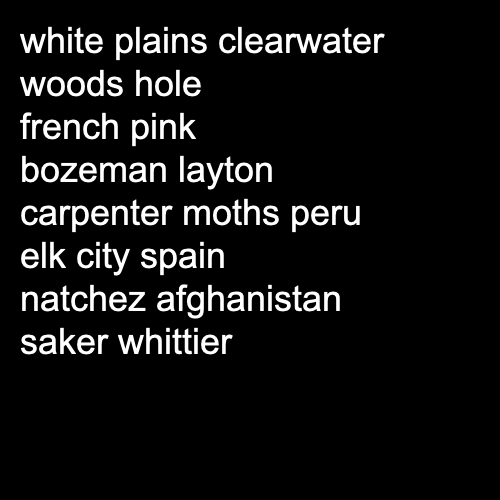 white plains clearwater
woods hole
french pink
bozeman layton
carpenter moths peru
elk city spain
natchez afghanistan
saker whittier